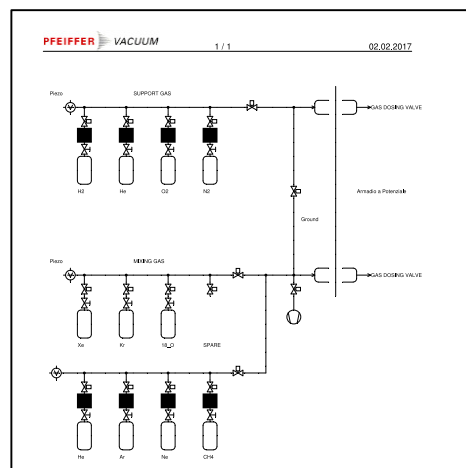 PFEIFFER VACUUM 1 / 1 02.02.2017
Piezo SUPPORT GAS
GAS DOSING VALVE
H2 He O2 N2
Armadio a Potenziale
Ground
Piezo MIXING GAS
GAS DOSING VALVE
Xe Kr 18_O SPARE
He Ar Ne CH4